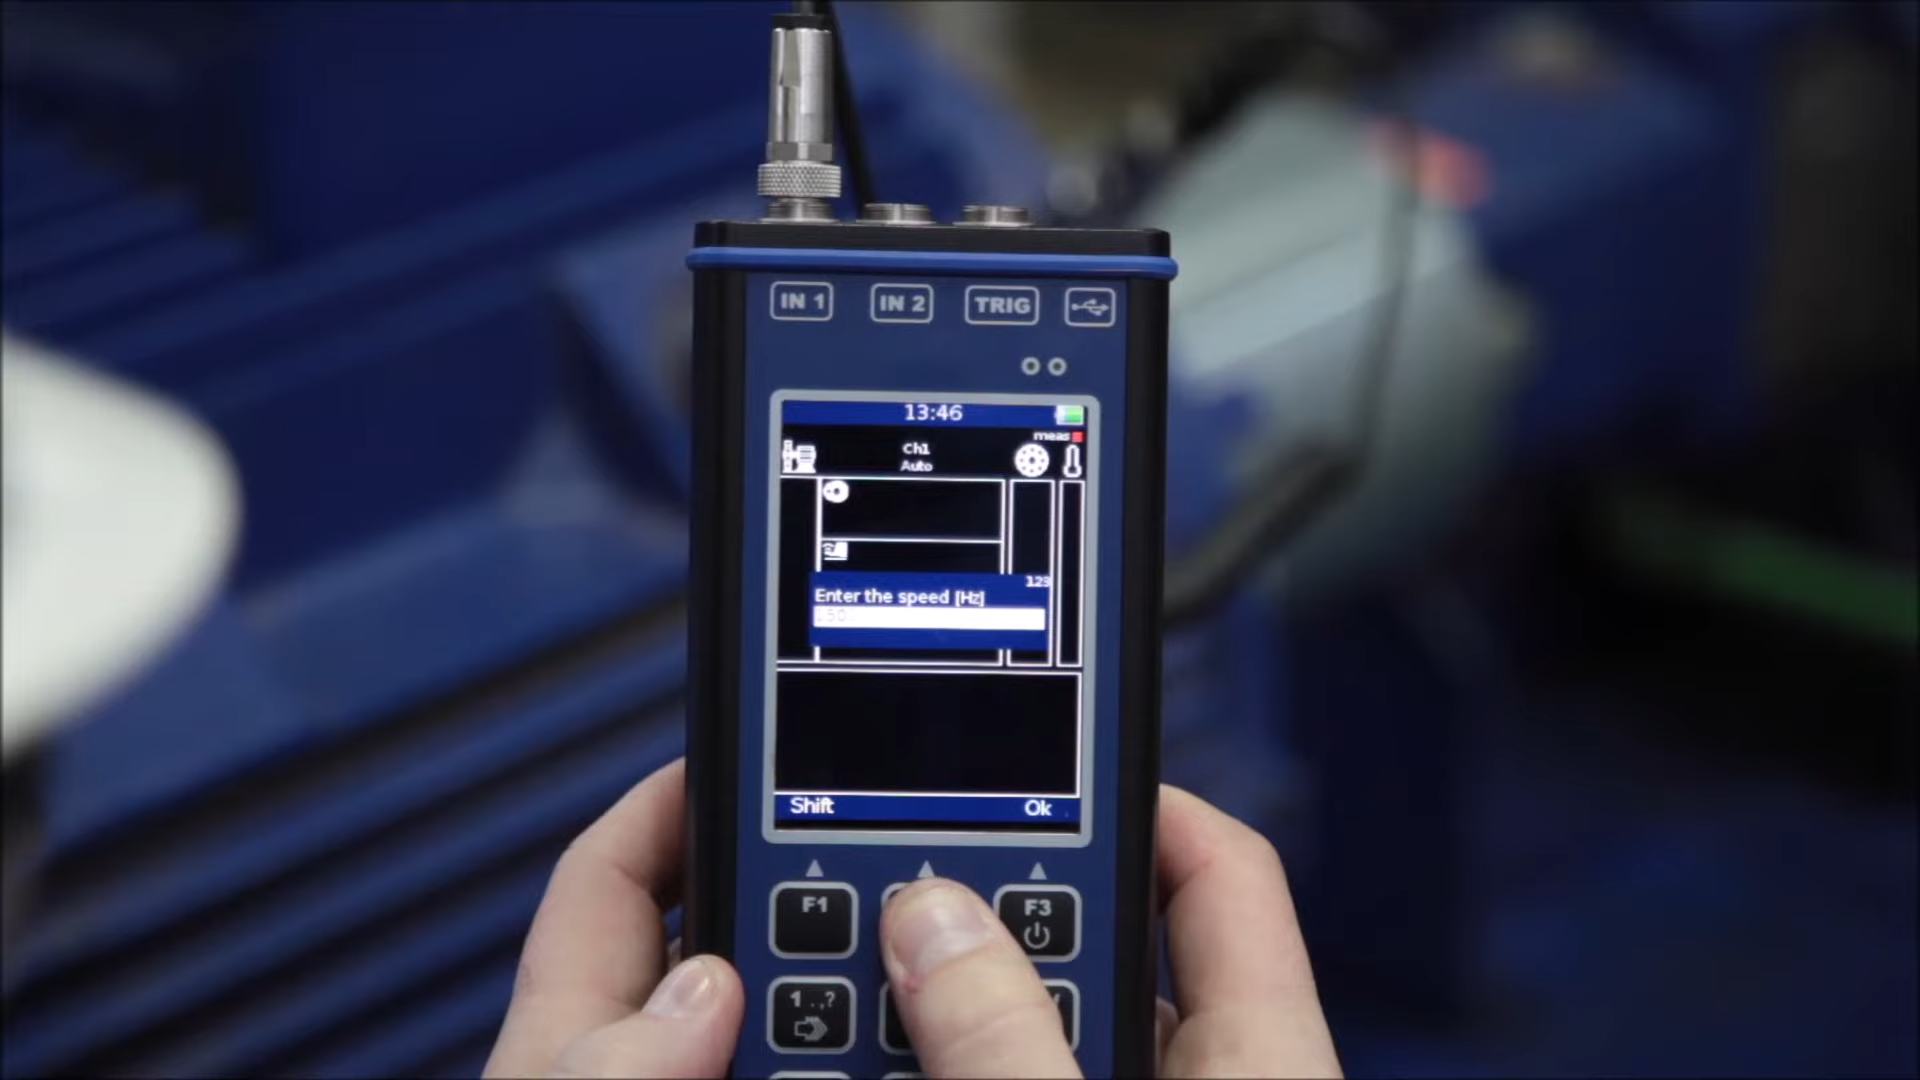 IN 1 IN 2 TRIG
13:46
meas
Ch1
Auto
123
Enter the speed [Hz]
Shift Ok
F1 F3
1 .,?